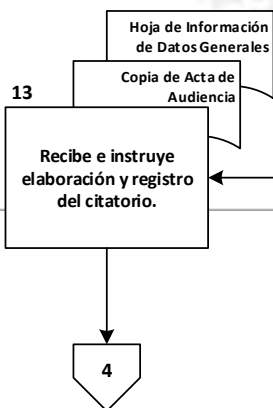 Hoja de Información
de Datos Generales
Copia de Acta de
Audiencia
13
Recibe e instruye
elaboración y registro
del citatorio.
4